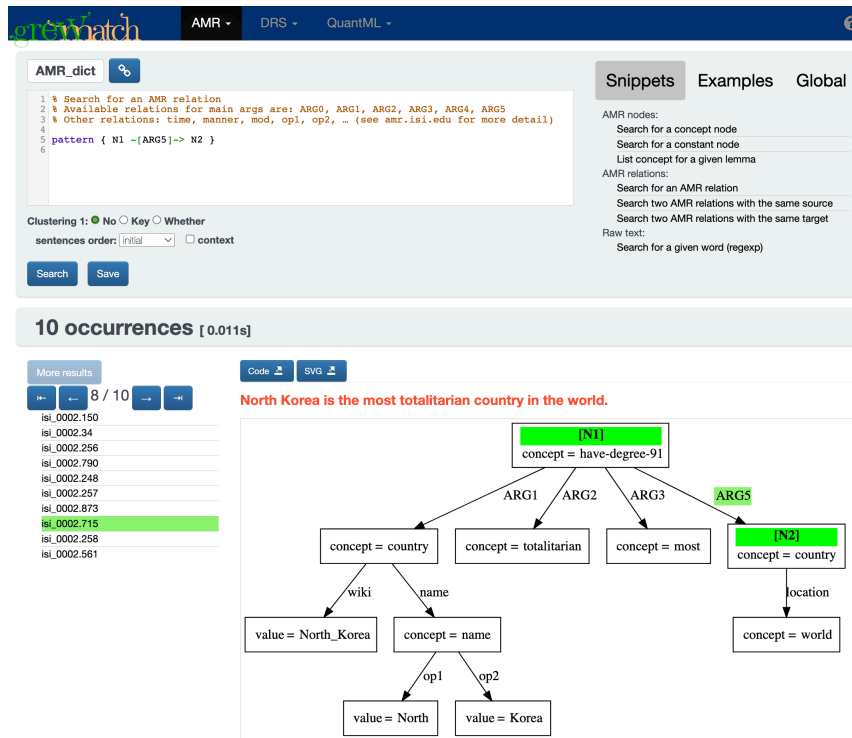 grewmatch
AMR DRS QuantML
AMR_dict
1 % Search for an AMR relation
2 % Available relations for main args are: ARG0, ARG1, ARG2, ARG3, ARG4, ARG5
3 % Other relations: time, manner, mod, op1, op2, … (see amr.isi.edu for more detail)
4
5 pattern { N1 -[ARG5]-> N2 }
6
Clustering 1: No Key Whether
sentences order: initial context
Search Save
Snippets Examples Global
AMR nodes:
Search for a concept node
Search for a constant node
List concept for a given lemma
AMR relations:
Search for an AMR relation
Search two AMR relations with the same source
Search two AMR relations with the same target
Raw text:
Search for a given word (regexp)
10 occurrences [ 0.011s]
More results
8 / 10
isi_0002.150
isi_0002.34
isi_0002.256
isi_0002.790
isi_0002.248
isi_0002.257
isi_0002.873
isi_0002.715
isi_0002.258
isi_0002.561
Code SVG
North Korea is the most totalitarian country in the world.
[N1]
concept = have-degree-91
ARG1 ARG2 ARG3 ARG5
concept = country
concept = totalitarian
concept = most
[N2]
concept = country
wiki name location
value = North_Korea
concept = name
concept = world
op1 op2
value = North
value = Korea